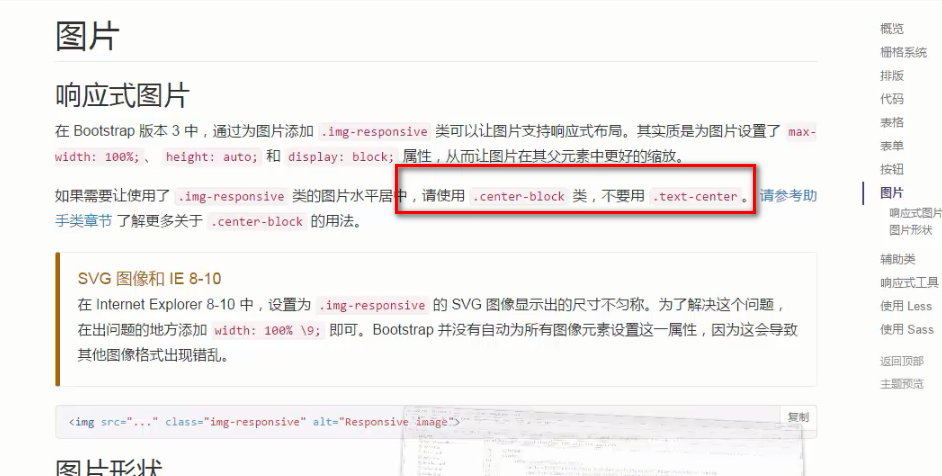 图片
响应式图片
在 Bootstrap 版本 3 中，通过为图片添加 .img-responsive 类可以让图片支持响应式布局。其实质是为图片设置了 max-
width: 100%;、 height: auto; 和 display: block; 属性，从而让图片在其父元素中更好的缩放。
如果需要让使用了 .img-responsive 类的图片水平居中，请使用 .center-block 类，不要用 .text-center。 请参考助
手类章节 了解更多关于 .center-block 的用法。
SVG 图像和 IE 8-10
在 Internet Explorer 8-10 中，设置为 .img-responsive 的 SVG 图像显示出的尺寸不匀称。为了解决这个问题，
在出问题的地方添加 width: 100% \9; 即可。Bootstrap 并没有自动为所有图像元素设置这一属性，因为这会导致
其他图像格式出现错乱。
<img src="..." class="img-responsive" alt="Responsive image">
复制
图片形状
概览
栅格系统
排版
代码
表格
表单
按钮
图片
响应式图片
图片形状
辅助类
响应式工具
使用 Less
使用 Sass
返回顶部
主题预览